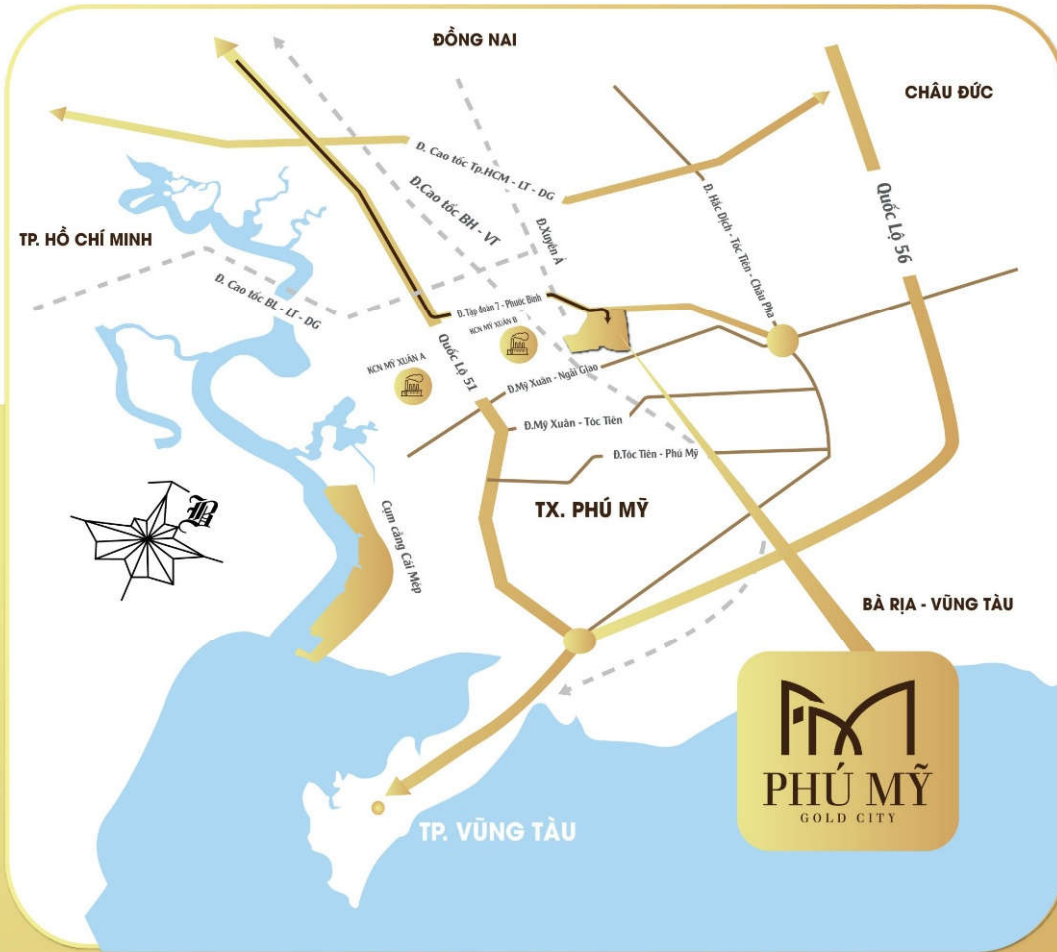 ĐỒNG NAI
CHÂU ĐỨC
Đ. Cao tốc Tp.HCM - LT - DG
Đ.Cao tốc BH - VT
Đ.Xuyên Á
Đ. Hắc Dịch - Tóc Tiên - Châu Pha
Quốc Lộ 56
TP. HỒ CHÍ MINH
Đ. Cao tốc BL - LT - DG
Đ.Tập đoàn 7 - Phước Bình
KCN MỸ XUÂN B
KCN MỸ XUÂN A
Quốc Lộ 51
Đ.Mỹ Xuân - Ngãi Giao
Đ.Mỹ Xuân - Tóc Tiên
Đ.Tóc Tiên - Phú Mỹ
TX. PHÚ MỸ
B
Cụm cảng Cái Mép
BÀ RỊA - VŨNG TÀU
PHÚ MỸ
GOLD CITY
TP. VŨNG TÀU